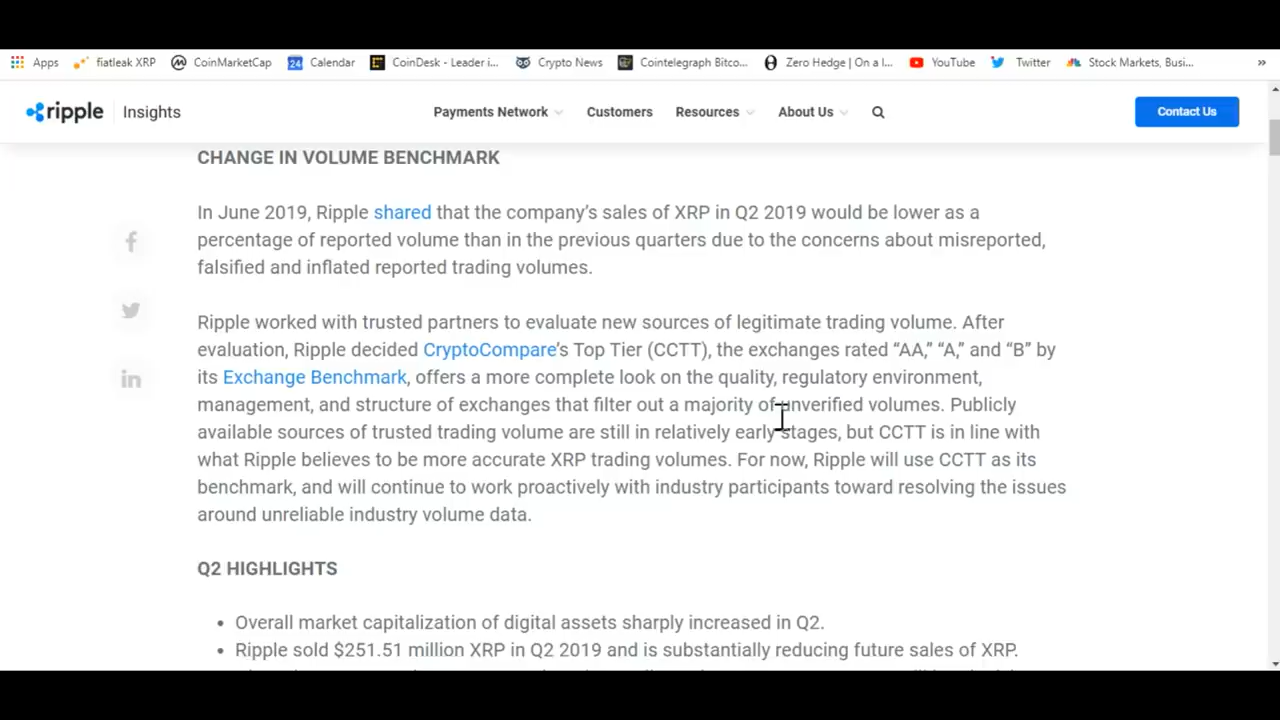 Apps fiatleak XRP CoinMarketCap 24 Calendar CoinDesk - Leader i... Crypto News Cointelegraph Bitco... Zero Hedge | On a l... YouTube Twitter Stock Markets, Busi... »
ripple Insights Payments Network Customers Resources About Us Contact Us
CHANGE IN VOLUME BENCHMARK
In June 2019, Ripple shared that the company's sales of XRP in Q2 2019 would be lower as a
percentage of reported volume than in the previous quarters due to the concerns about misreported,
falsified and inflated reported trading volumes.
Ripple worked with trusted partners to evaluate new sources of legitimate trading volume. After
evaluation, Ripple decided CryptoCompare's Top Tier (CCTT), the exchanges rated “AA,” “A,” and “B” by
its Exchange Benchmark, offers a more complete look on the quality, regulatory environment,
management, and structure of exchanges that filter out a majority of unverified volumes. Publicly
available sources of trusted trading volume are still in relatively early stages, but CCTT is in line with
what Ripple believes to be more accurate XRP trading volumes. For now, Ripple will use CCTT as its
benchmark, and will continue to work proactively with industry participants toward resolving the issues
around unreliable industry volume data.
Q2 HIGHLIGHTS
• Overall market capitalization of digital assets sharply increased in Q2.
• Ripple sold $251.51 million XRP in Q2 2019 and is substantially reducing future sales of XRP.